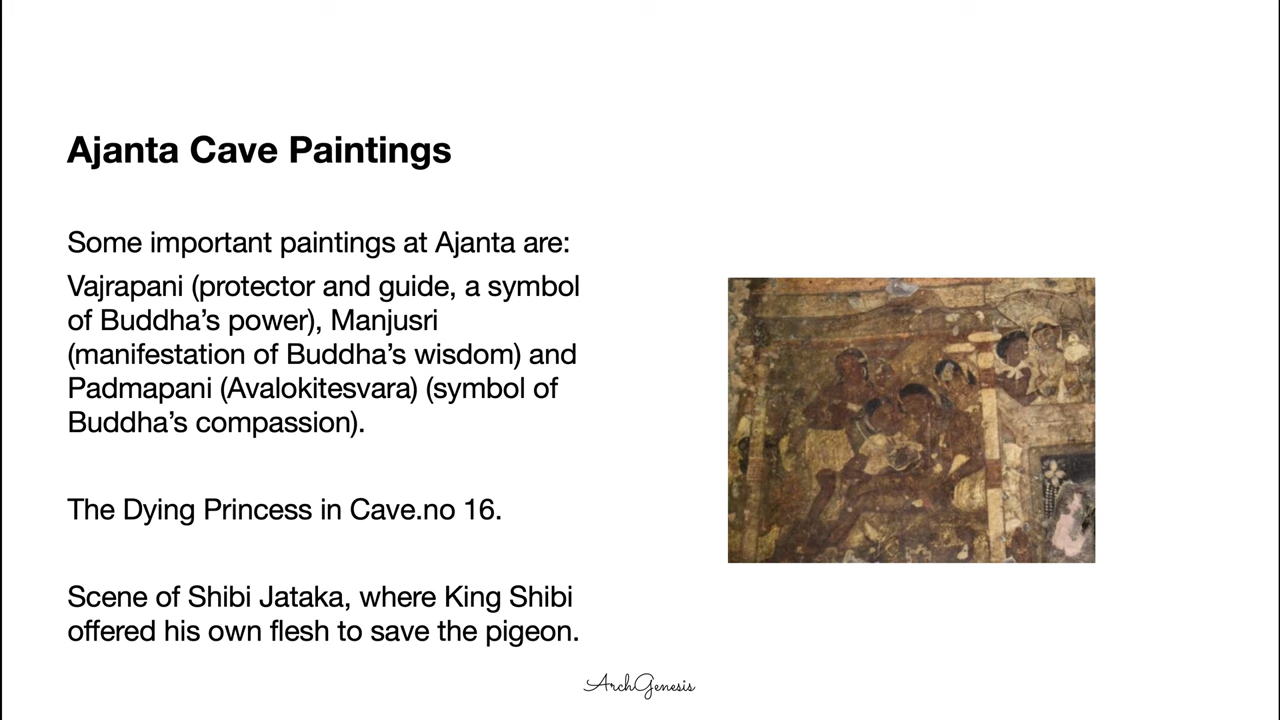 Ajanta Cave Paintings
Some important paintings at Ajanta are:
Vajrapani (protector and guide, a symbol
of Buddha’s power), Manjusri
(manifestation of Buddha’s wisdom) and
Padmapani (Avalokitesvara) (symbol of
Buddha’s compassion).
The Dying Princess in Cave.no 16.
Scene of Shibi Jataka, where King Shibi
offered his own flesh to save the pigeon.
ArchGenesis